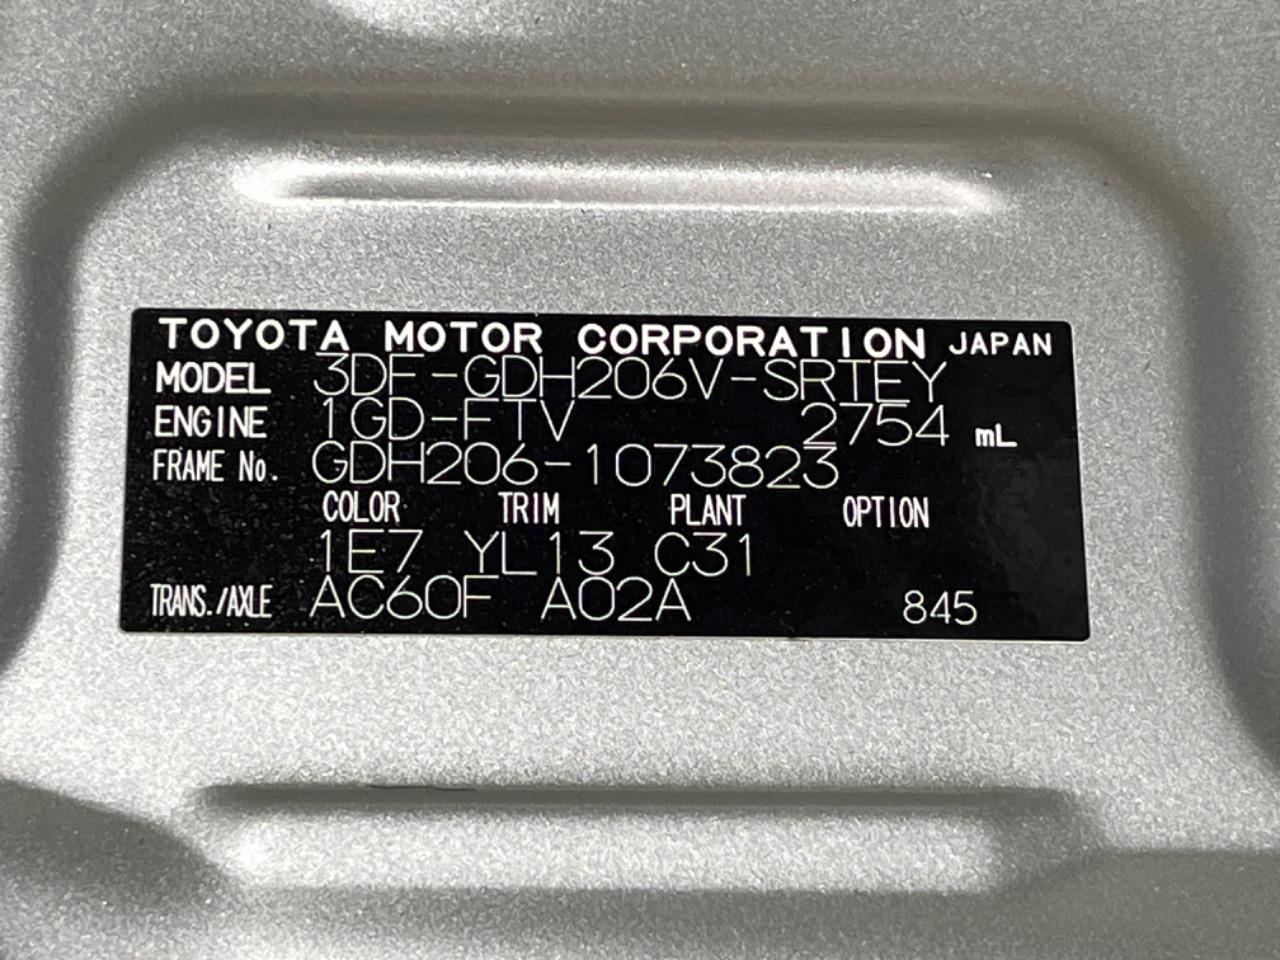 TOYOTA MOTOR CORPORATION JAPAN
MODEL 3DF-GDH206V-SRTEY
ENGINE 1GD-FTV 2754 mL
FRAME No. GDH206-1073823
COLOR TRIM PLANT OPTION
1E7 YL13 C31
TRANS./AXLE AC60F A02A 845